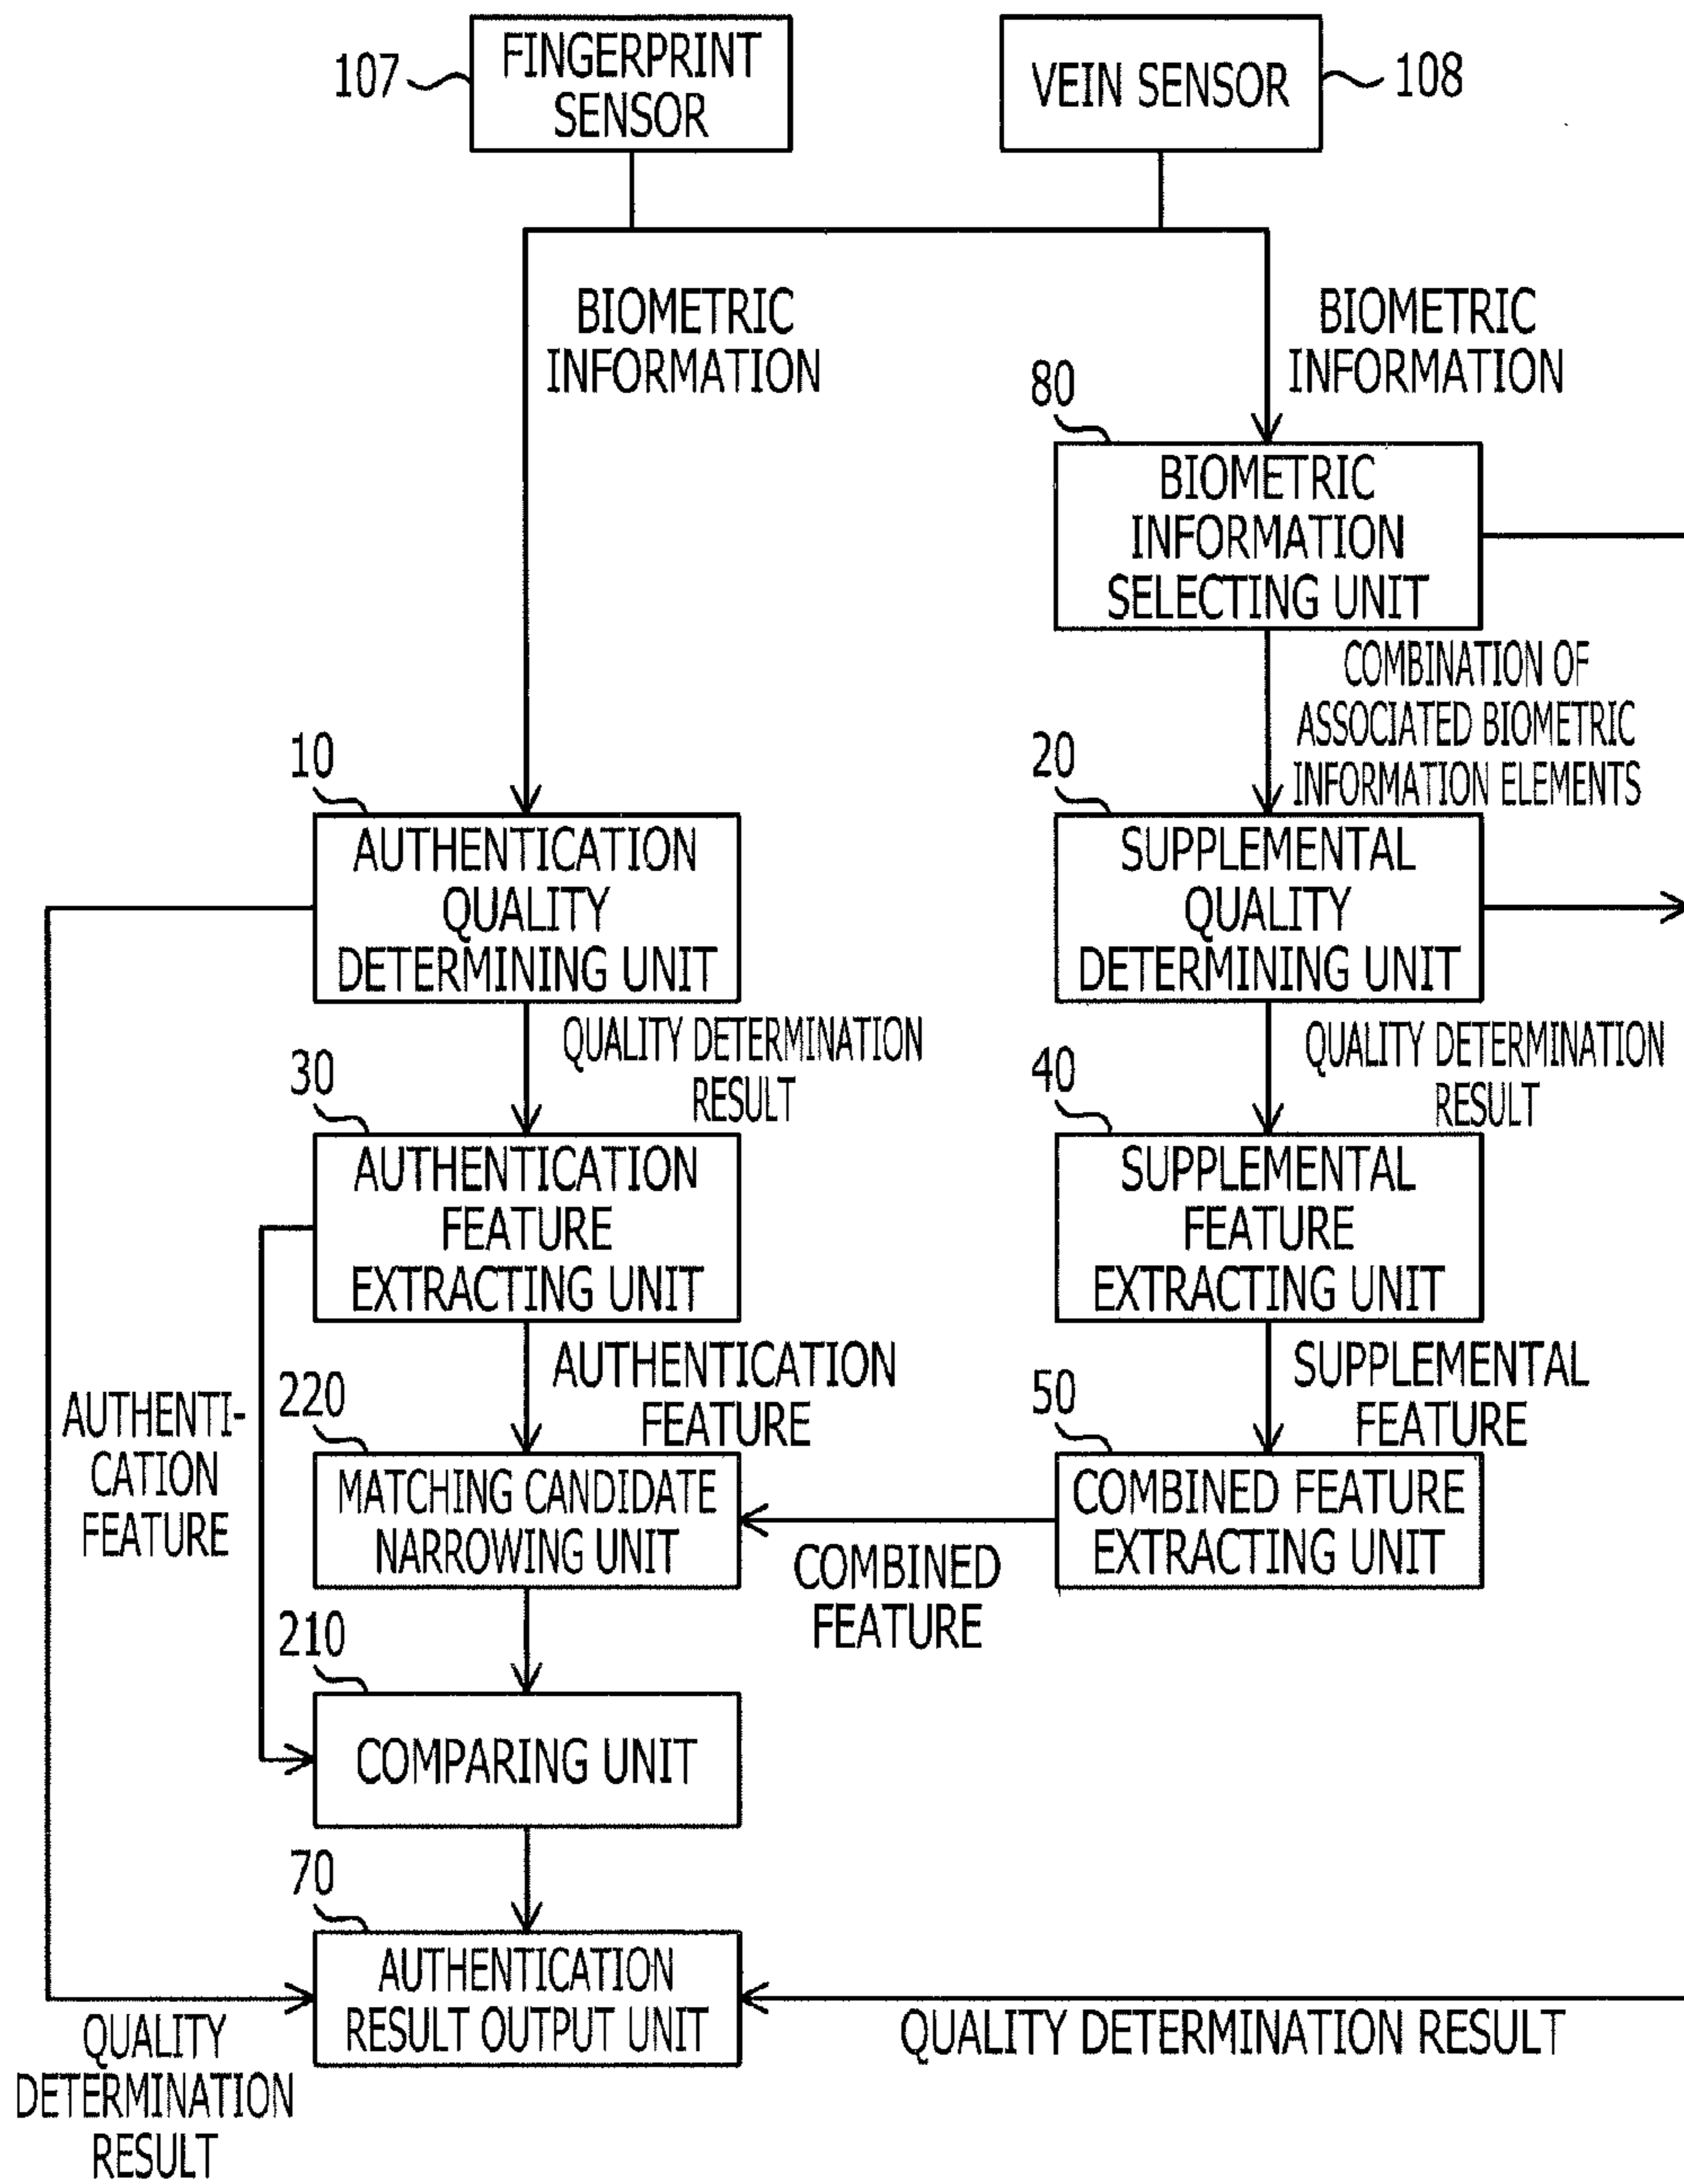 107
FINGERPRINT
SENSOR
VEIN SENSOR
108
BIOMETRIC
INFORMATION
BIOMETRIC
INFORMATION
80
BIOMETRIC
INFORMATION
SELECTING UNIT
COMBINATION OF
ASSOCIATED BIOMETRIC
INFORMATION ELEMENTS
10
AUTHENTICATION
QUALITY
DETERMINING UNIT
20
SUPPLEMENTAL
QUALITY
DETERMINING UNIT
QUALITY DETERMINATION
RESULT
QUALITY DETERMINATION
RESULT
30
AUTHENTICATION
FEATURE
EXTRACTING UNIT
40
SUPPLEMENTAL
FEATURE
EXTRACTING UNIT
AUTHENTICATION
FEATURE
SUPPLEMENTAL
FEATURE
AUTHENTI-
CATION
FEATURE
220
MATCHING CANDIDATE
NARROWING UNIT
50
COMBINED FEATURE
EXTRACTING UNIT
COMBINED
FEATURE
210
COMPARING UNIT
70
AUTHENTICATION
RESULT OUTPUT UNIT
QUALITY
DETERMINATION
RESULT
QUALITY DETERMINATION RESULT